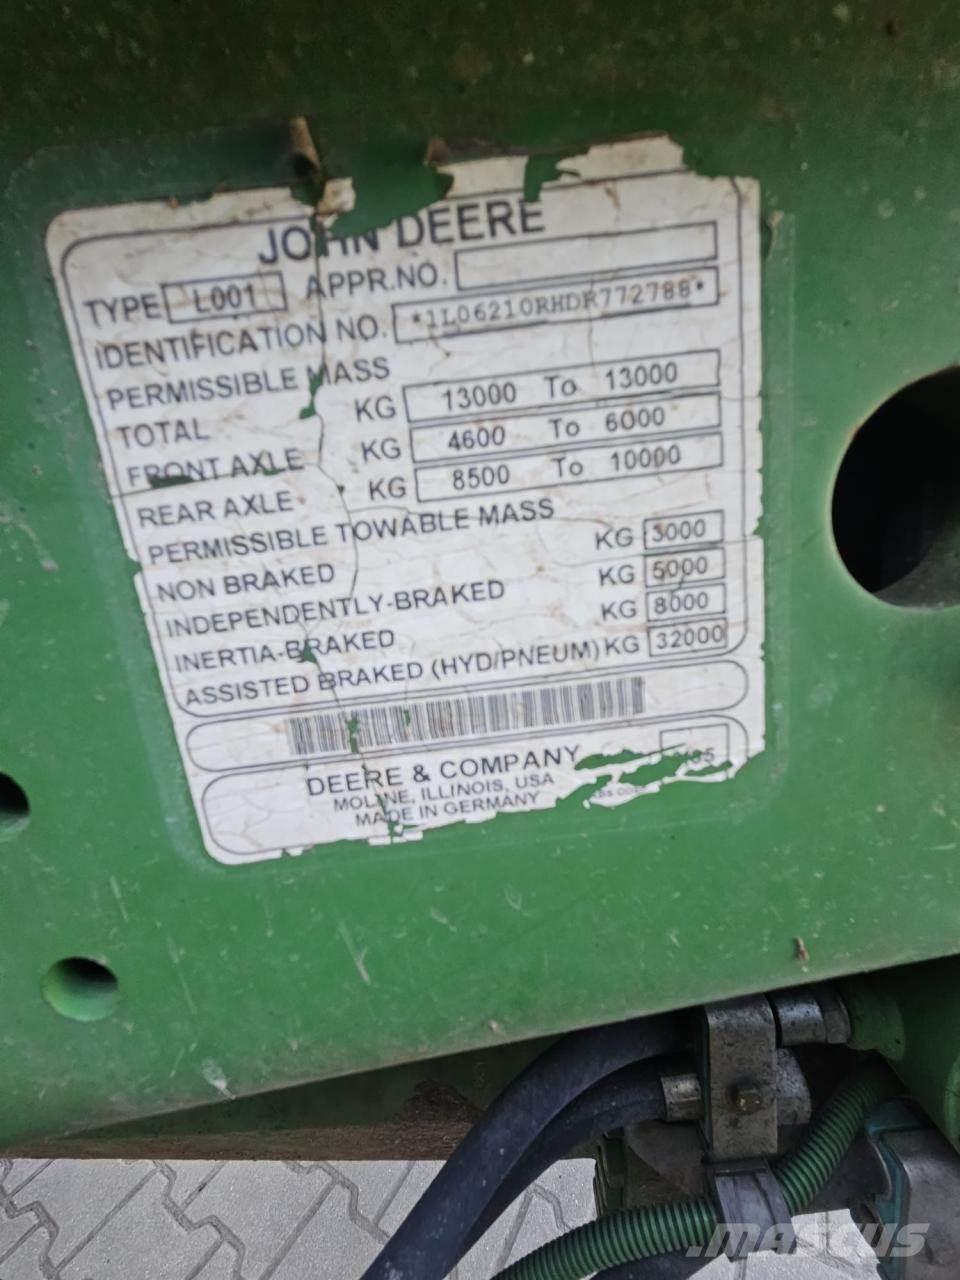 JOHN DEERE
TYPE L001 APPR.NO.
IDENTIFICATION NO. *1L06210RHDR772788*
PERMISSIBLE MASS
TOTAL KG 13000 To 13000
FRONT AXLE KG 4600 To 6000
REAR AXLE KG 8500 To 10000
PERMISSIBLE TOWABLE MASS
NON BRAKED KG 3000
INDEPENDENTLY-BRAKED KG 5000
INERTIA-BRAKED KG 8000
ASSISTED BRAKED (HYD/PNEUM) KG 32000
DEERE & COMPANY
MOLINE, ILLINOIS, USA
MADE IN GERMANY
MASCUS